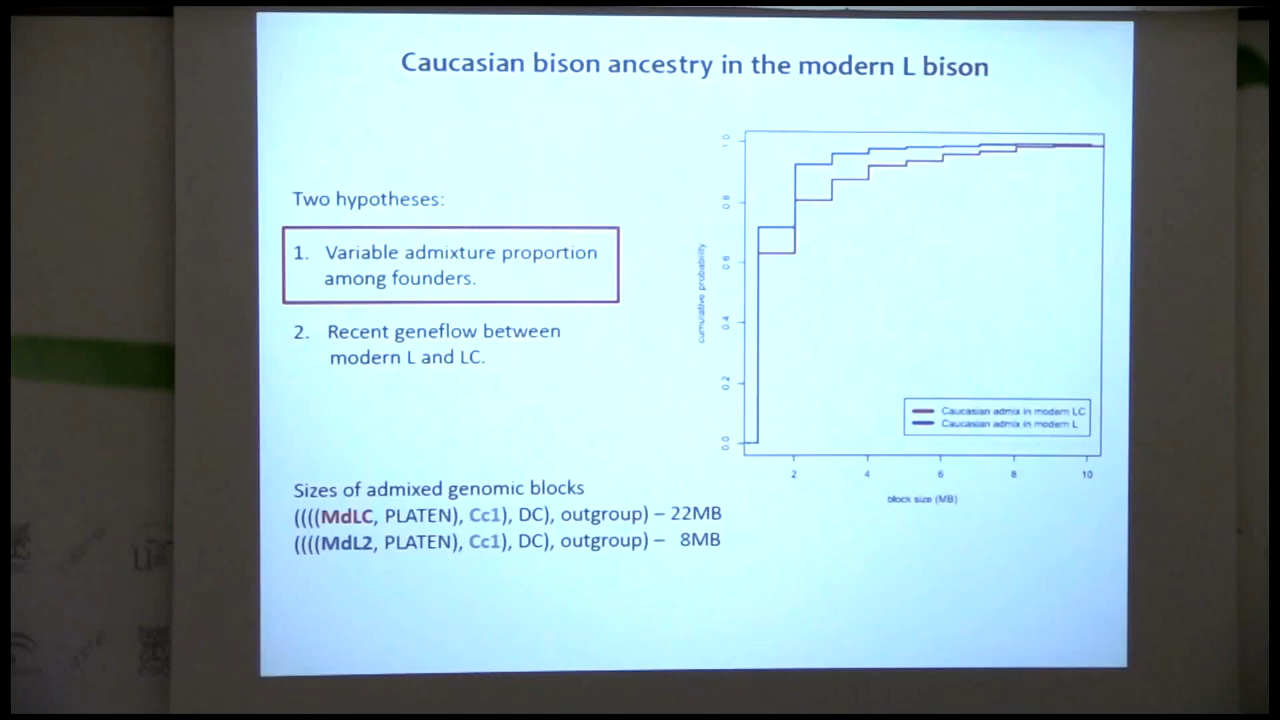 Caucasian bison ancestry in the modern L bison
Two hypotheses:
1. Variable admixture proportion
among founders.
2. Recent geneflow between
modern L and LC.
Sizes of admixed genomic blocks
((((MdLC, PLATEN), Cc1), DC), outgroup) – 22MB
((((MdL2, PLATEN), Cc1), DC), outgroup) – 8MB
cumulative probability
1.0
0.8
0.6
0.4
0.2
0.0
Caucasian admix in modern LC
Caucasian admix in modern L
2 4 6 8 10
block size (MB)